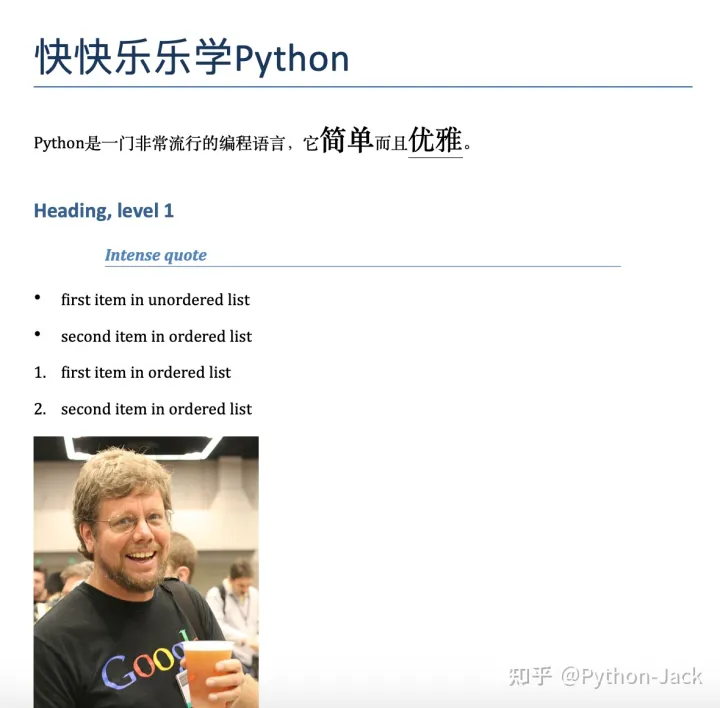 快快乐乐学Python
Python是一门非常流行的编程语言，它简单而且优雅。
Heading, level 1
Intense quote
• first item in unordered list
• second item in ordered list
1. first item in ordered list
2. second item in ordered list
Google
知乎 @Python-Jack